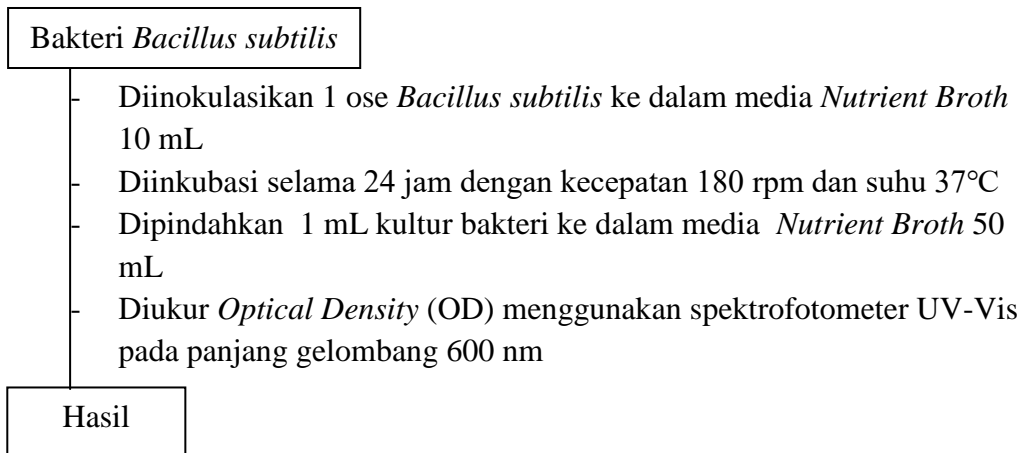 Bakteri Bacillus subtilis
- Diinokulasikan 1 ose Bacillus subtilis ke dalam media Nutrient Broth
10 mL
- Diinkubasi selama 24 jam dengan kecepatan 180 rpm dan suhu 37°C
- Dipindahkan 1 mL kultur bakteri ke dalam media Nutrient Broth 50
mL
- Diukur Optical Density (OD) menggunakan spektrofotometer UV-Vis
pada panjang gelombang 600 nm
Hasil